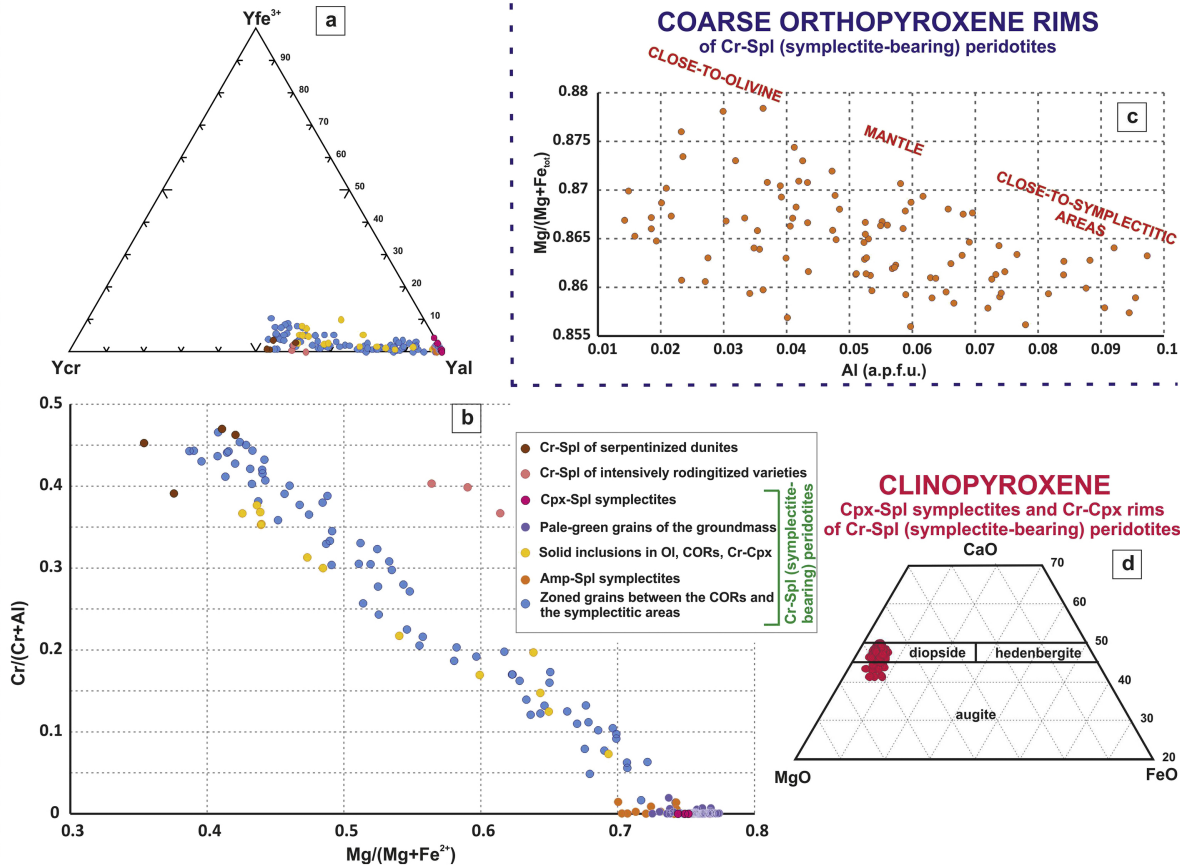 a
Yfe³⁺
90
80
70
60
50
40
30
20
10
Ycr
Yal
COARSE ORTHOPYROXENE RIMS
of Cr-Spl (symplectite-bearing) peridotites
CLOSE-TO-OLIVINE
MANTLE
CLOSE-TO-SYMPLECTITIC
AREAS
c
Mg/(Mg+Fe_tot)
0.88
0.875
0.87
0.865
0.86
0.855
0.01
0.02
0.03
0.04
0.05
0.06
0.07
0.08
0.09
0.1
Al (a.p.f.u.)
b
Cr/(Cr+Al)
0.5
0.4
0.3
0.2
0.1
0
0.3
0.4
0.5
0.6
0.7
0.8
Mg/(Mg+Fe²⁺)
Cr-Spl of serpentinized dunites
Cr-Spl of intensively rodingitized varieties
Cpx-Spl symplectites
Pale-green grains of the groundmass
Solid inclusions in Ol, CORs, Cr-Cpx
Amp-Spl symplectites
Zoned grains between the CORs and
the symplectitic areas
Cr-Spl (symplectite-
bearing) peridotites
CLINOPYROXENE
Cpx-Spl symplectites and Cr-Cpx rims
of Cr-Spl (symplectite-bearing) peridotites
d
CaO
70
60
50
40
30
20
diopside
hedenbergite
augite
MgO
FeO